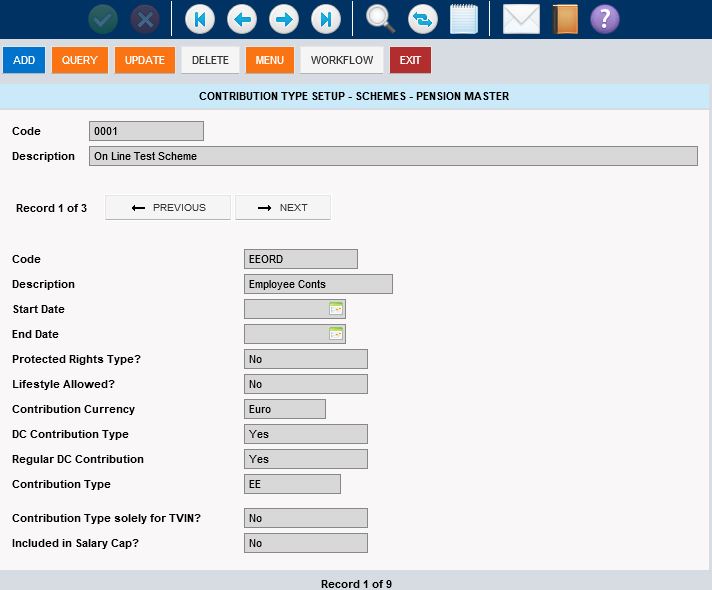 ADD QUERY UPDATE DELETE MENU WORKFLOW EXIT
CONTRIBUTION TYPE SETUP - SCHEMES - PENSION MASTER
Code 0001
Description On Line Test Scheme
Record 1 of 3 ← PREVIOUS → NEXT
Code EEORD
Description Employee Conts
Start Date
End Date
Protected Rights Type? No
Lifestyle Allowed? No
Contribution Currency Euro
DC Contribution Type Yes
Regular DC Contribution Yes
Contribution Type EE
Contribution Type solely for TVIN? No
Included in Salary Cap? No
Record 1 of 9